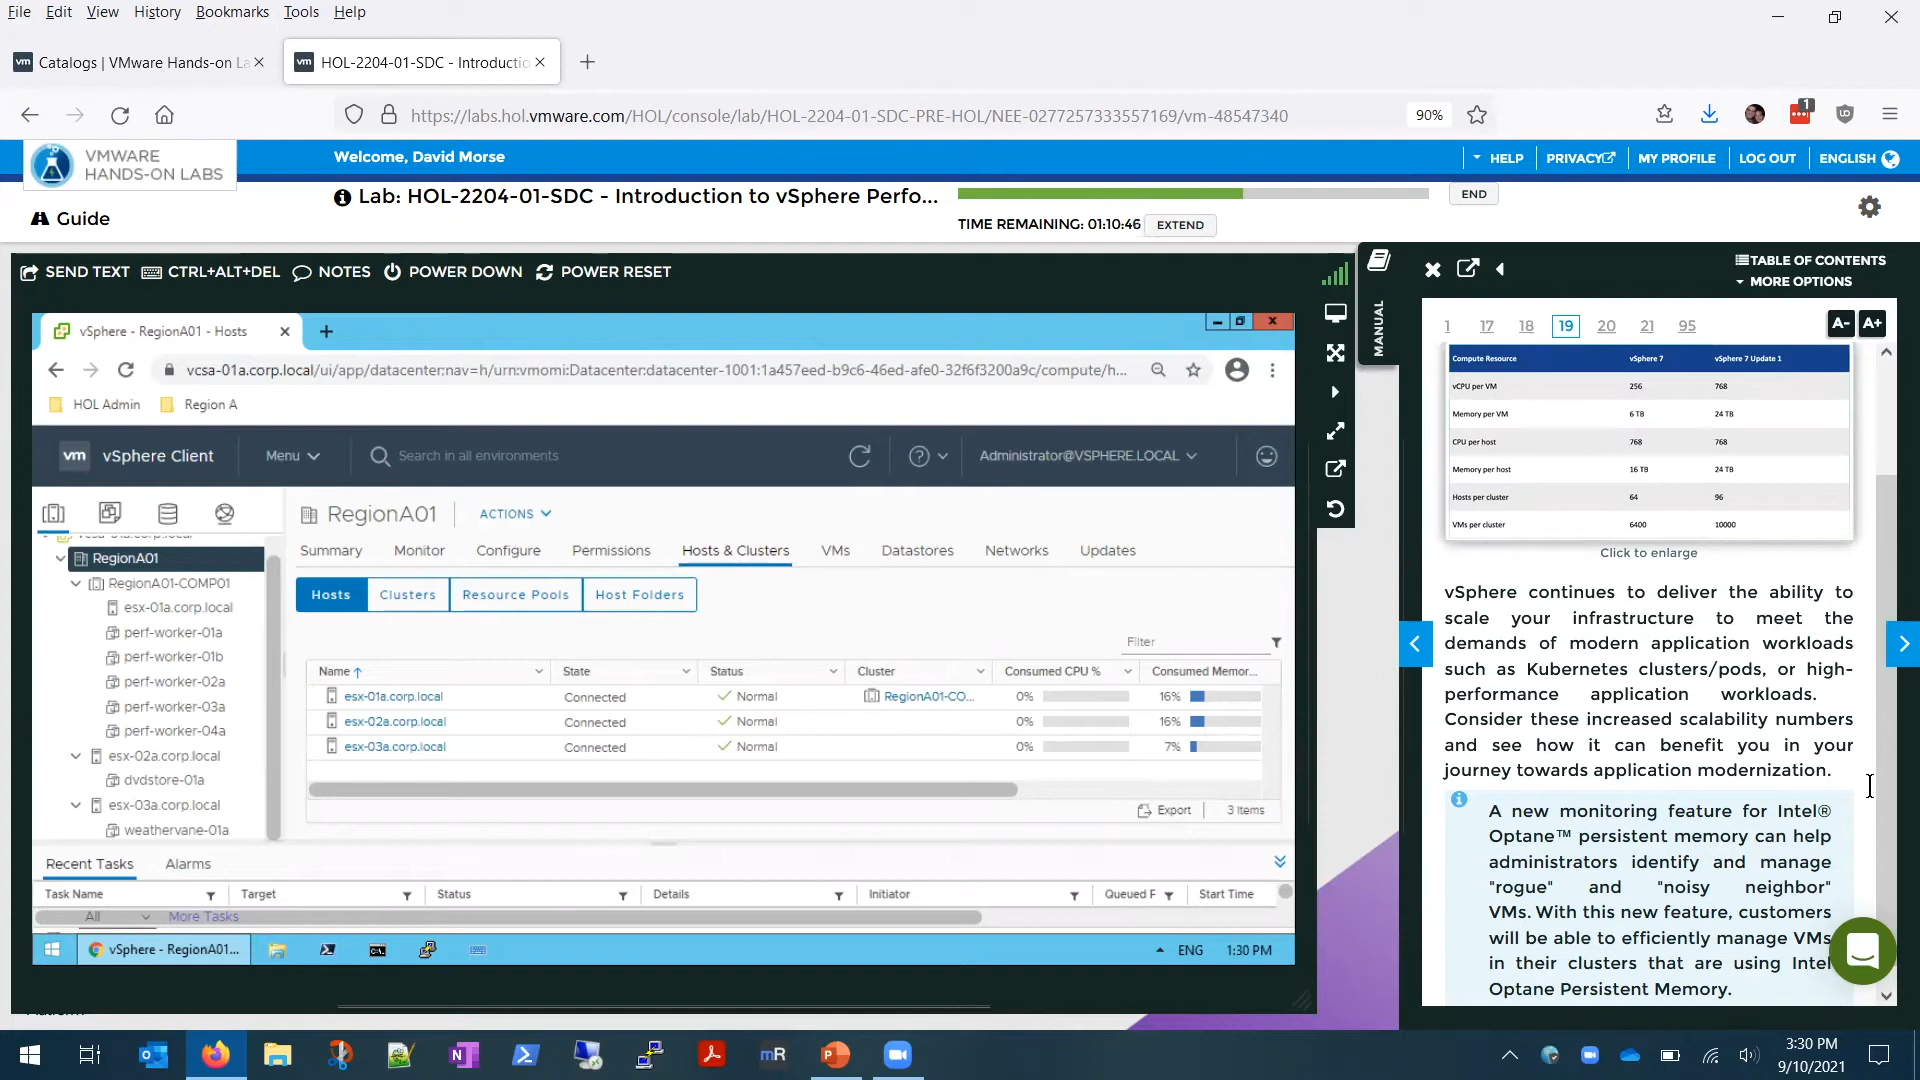 File Edit View History Bookmarks Tools Help
vm Catalogs | VMware Hands-on La
vm HOL-2204-01-SDC - Introductio
https://labs.hol.vmware.com/HOL/console/lab/HOL-2204-01-SDC-PRE-HOL/NEE-0277257333557169/vm-48547340 90% 1
VMWARE
HANDS-ON LABS
Welcome, David Morse
HELP PRIVACY MY PROFILE LOG OUT ENGLISH
Guide
Lab: HOL-2204-01-SDC - Introduction to vSphere Perfo...
END
TIME REMAINING: 01:10:46 EXTEND
SEND TEXT CTRL+ALT+DEL NOTES POWER DOWN POWER RESET
MANUAL
TABLE OF CONTENTS
MORE OPTIONS
vSphere - RegionA01 - Hosts
vcsa-01a.corp.local/ui/app/datacenter:nav=h/urn:vmomi:Datacenter:datacenter-1001:1a457eed-b9c6-46ed-afe0-32f6f3200a9c/compute/h...
HOL Admin Region A
vm vSphere Client Menu Search in all environments Administrator@VSPHERE.LOCAL
vcsa-01a.corp.local
RegionA01
RegionA01-COMP01
esx-01a.corp.local
perf-worker-01a
perf-worker-01b
perf-worker-02a
perf-worker-03a
perf-worker-04a
esx-02a.corp.local
dvdstore-01a
esx-03a.corp.local
weathervane-01a
RegionA01 ACTIONS
Summary Monitor Configure Permissions Hosts & Clusters VMs Datastores Networks Updates
Hosts Clusters Resource Pools Host Folders
Filter
Name State Status Cluster Consumed CPU % Consumed Memor...
esx-01a.corp.local Connected Normal RegionA01-CO... 0% 16%
esx-02a.corp.local Connected Normal 0% 16%
esx-03a.corp.local Connected Normal 0% 7%
Export 3 items
Recent Tasks Alarms
Task Name Target Status Details Initiator Queued F Start Time
All More Tasks
vSphere - RegionA01... ENG 1:30 PM
1 17 18 19 20 21 95 A- A+
Compute Resource vSphere 7 vSphere 7 Update 1
vCPU per VM 256 768
Memory per VM 6 TB 24 TB
CPU per host 768 768
Memory per host 16 TB 24 TB
Hosts per cluster 64 96
VMs per cluster 6400 10000
Click to enlarge
vSphere continues to deliver the ability to
scale your infrastructure to meet the
demands of modern application workloads
such as Kubernetes clusters/pods, or high-
performance application workloads.
Consider these increased scalability numbers
and see how it can benefit you in your
journey towards application modernization.
A new monitoring feature for Intel®
Optane™ persistent memory can help
administrators identify and manage
"rogue" and "noisy neighbor"
VMs. With this new feature, customers
will be able to efficiently manage VMs
in their clusters that are using Intel
Optane Persistent Memory.
3:30 PM
9/10/2021